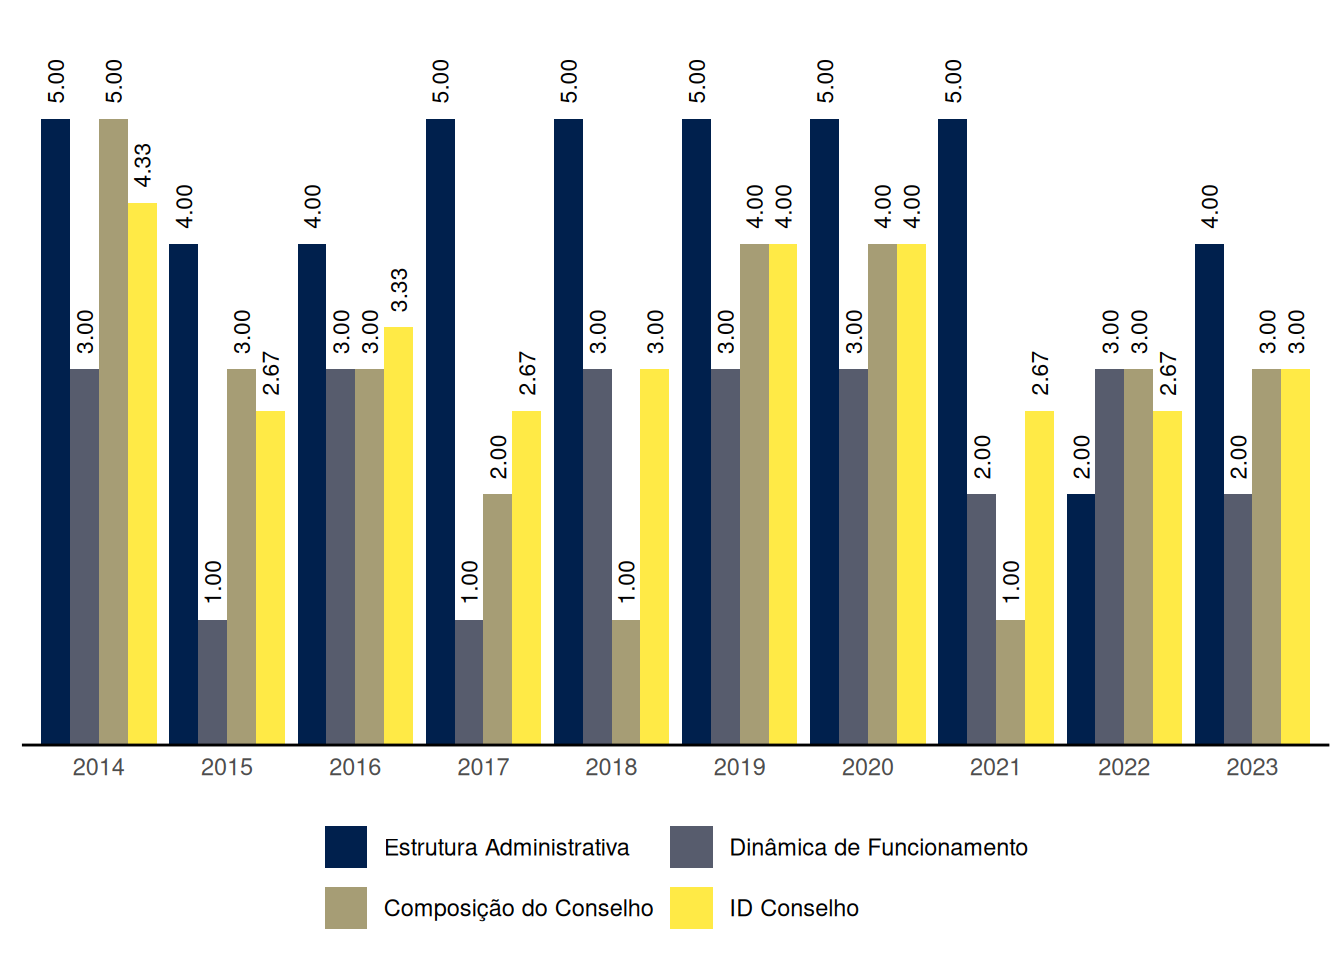 5.00 3.00 5.00 4.33 4.00 1.00 3.00 2.67 4.00 3.00 3.00 3.33 5.00 1.00 2.00 2.67 5.00 3.00 1.00 3.00 5.00 3.00 4.00 4.00 5.00 3.00 4.00 4.00 5.00 2.00 1.00 2.67 2.00 3.00 3.00 2.67 4.00 2.00 3.00 3.00
2014 2015 2016 2017 2018 2019 2020 2021 2022 2023
Estrutura Administrativa Dinâmica de Funcionamento
Composição do Conselho ID Conselho